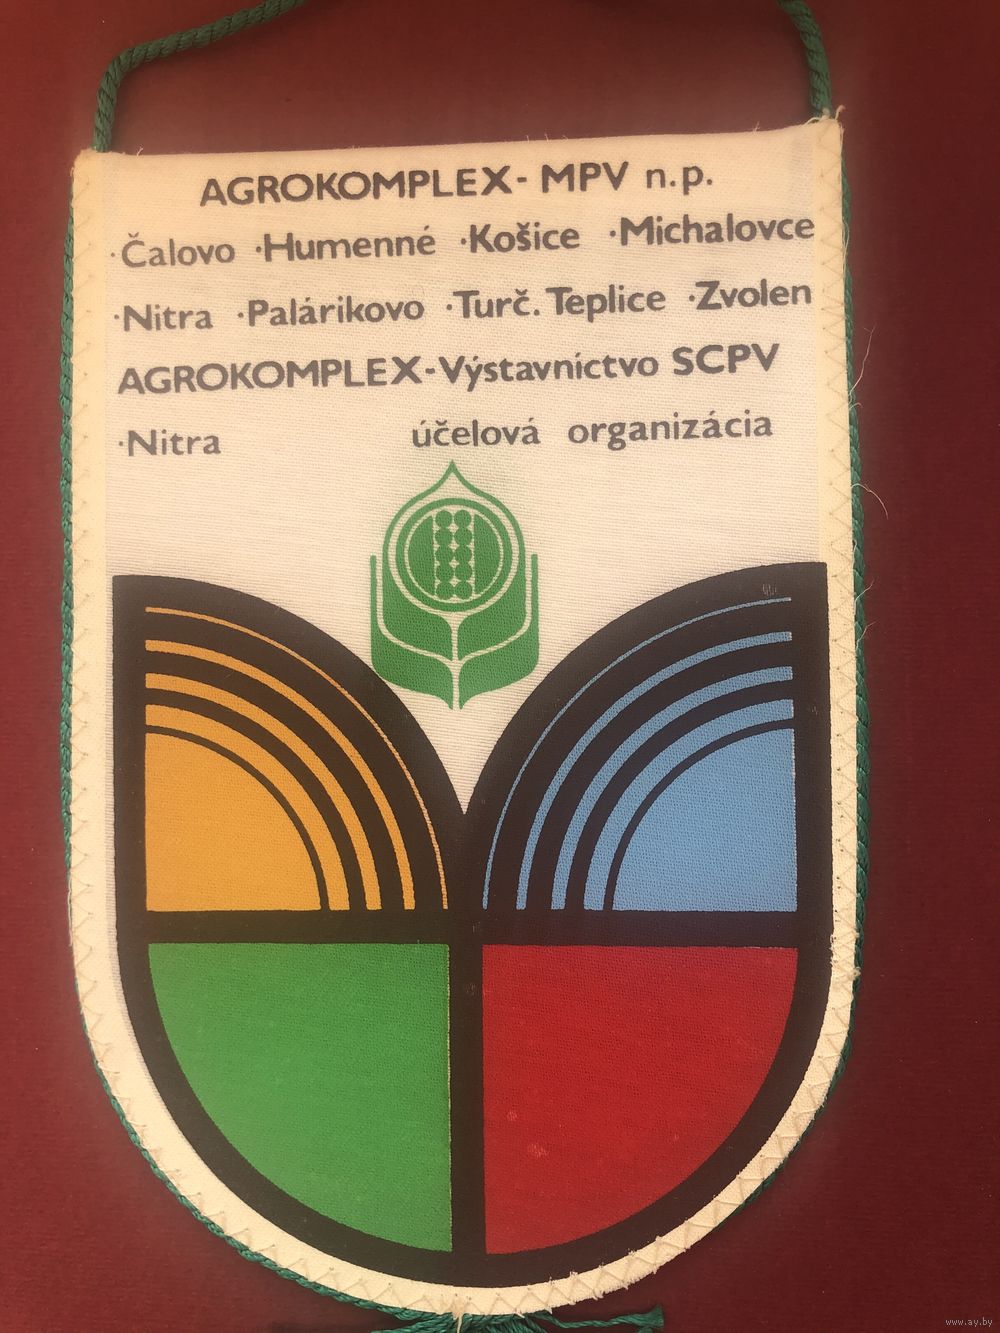 AGROKOMPLEX- MPV n.p.
·Čalovo ·Humenné ·Košice ·Michalovce
·Nitra ·Palárikovo ·Turč. Teplice ·Zvolen
AGROKOMPLEX-Výstavníctvo SCPV
·Nitra účelová organizácia
www.ay.by